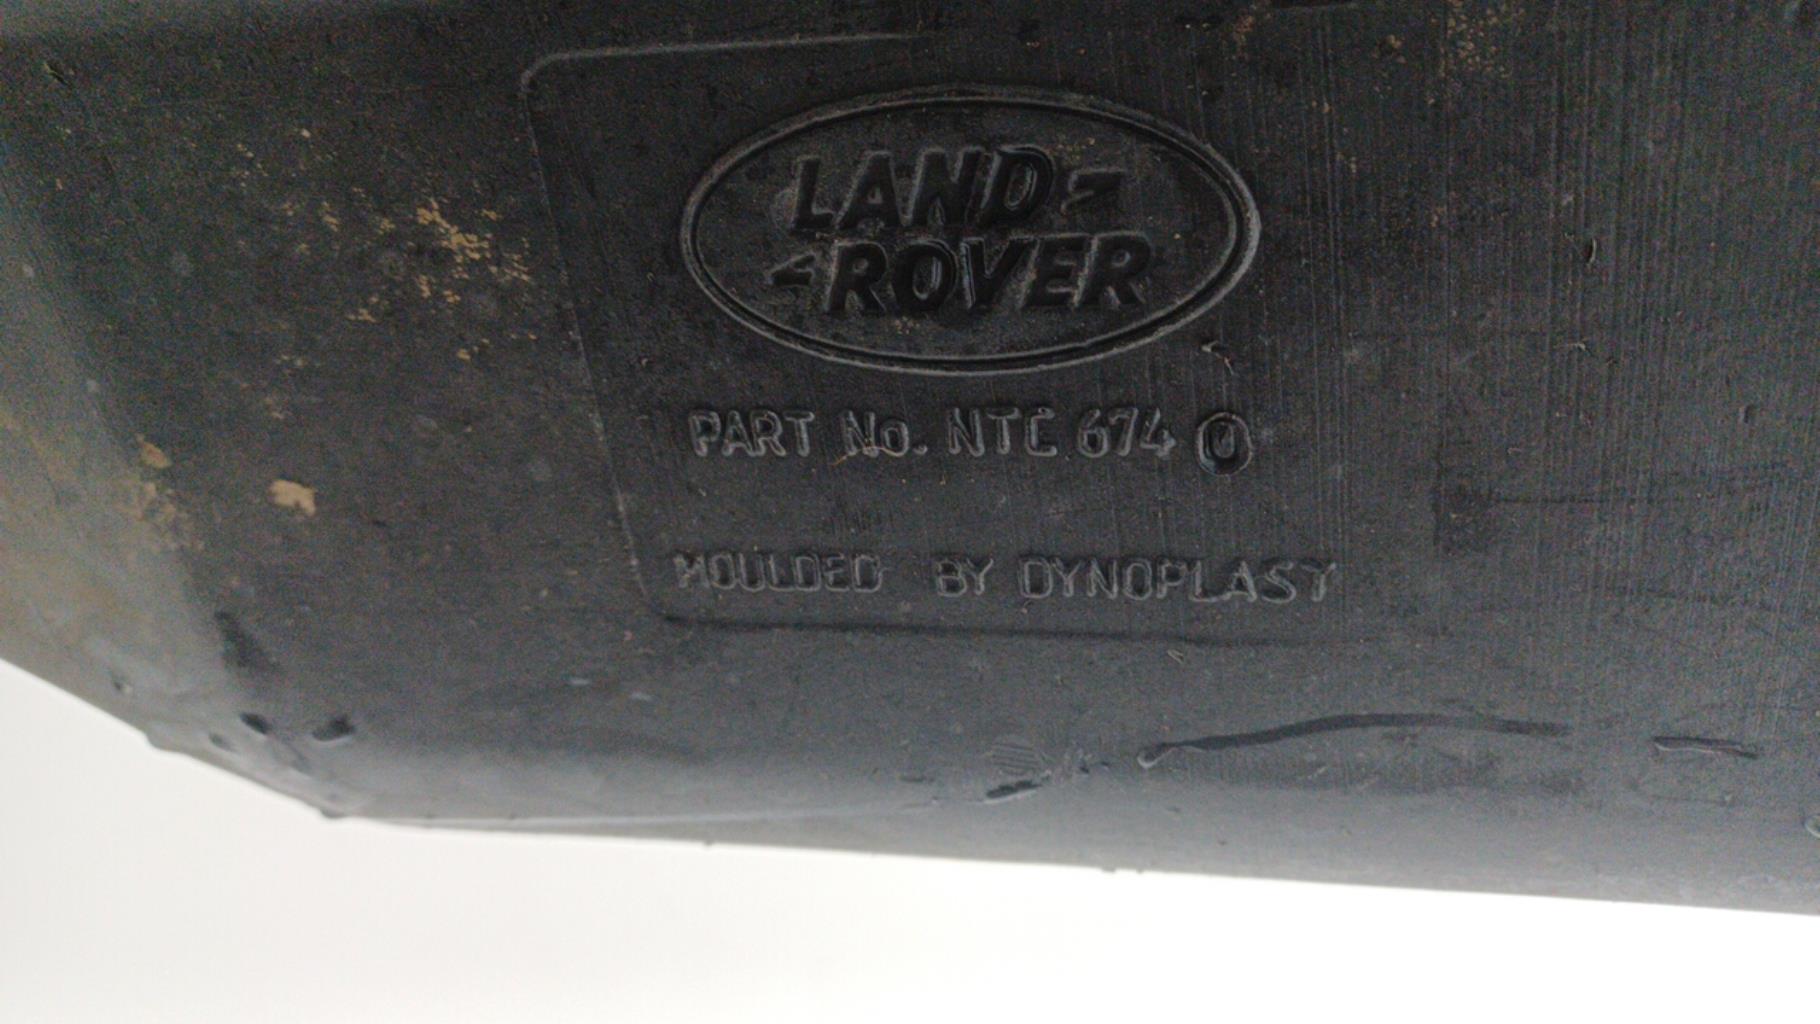 LAND
ROVER
PART No. NTC 6740
MOULDED BY DYNOPLAST